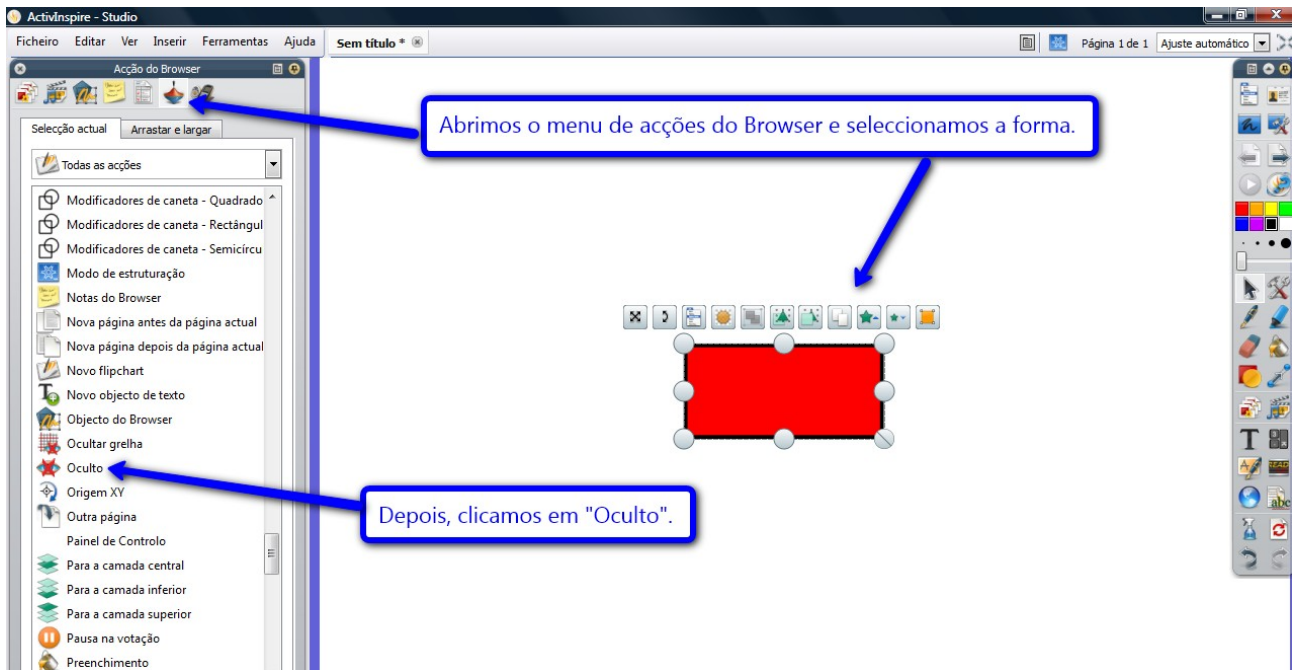 ActivInspire - Studio
Ficheiro Editar Ver Inserir Ferramentas Ajuda
Sem título *
Página 1 de 1
Ajuste automático
Acção do Browser
Selecção actual
Arrastar e largar
Todas as acções
Modificadores de caneta - Quadrado
Modificadores de caneta - Rectângul
Modificadores de caneta - Semicírcu
Modo de estruturação
Notas do Browser
Nova página antes da página actual
Nova página depois da página actual
Novo flipchart
Novo objecto de texto
Objecto do Browser
Ocultar grelha
Oculto
Origem XY
Outra página
Painel de Controlo
Para a camada central
Para a camada inferior
Para a camada superior
Pausa na votação
Preenchimento
Abrimos o menu de acções do Browser e seleccionamos a forma.
Depois, clicamos em "Oculto".
T
READ
abc